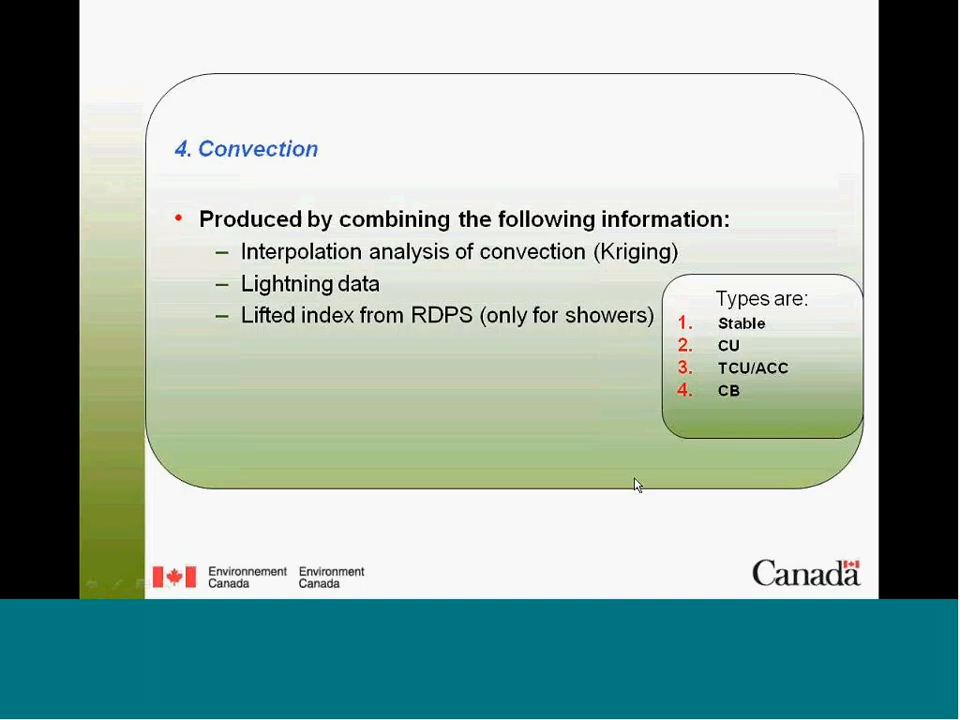 4. Convection
• Produced by combining the following information:
– Interpolation analysis of convection (Kriging)
– Lightning data
– Lifted index from RDPS (only for showers)
Types are:
1. Stable
2. CU
3. TCU/ACC
4. CB
Environnement Canada
Environment Canada
Canada